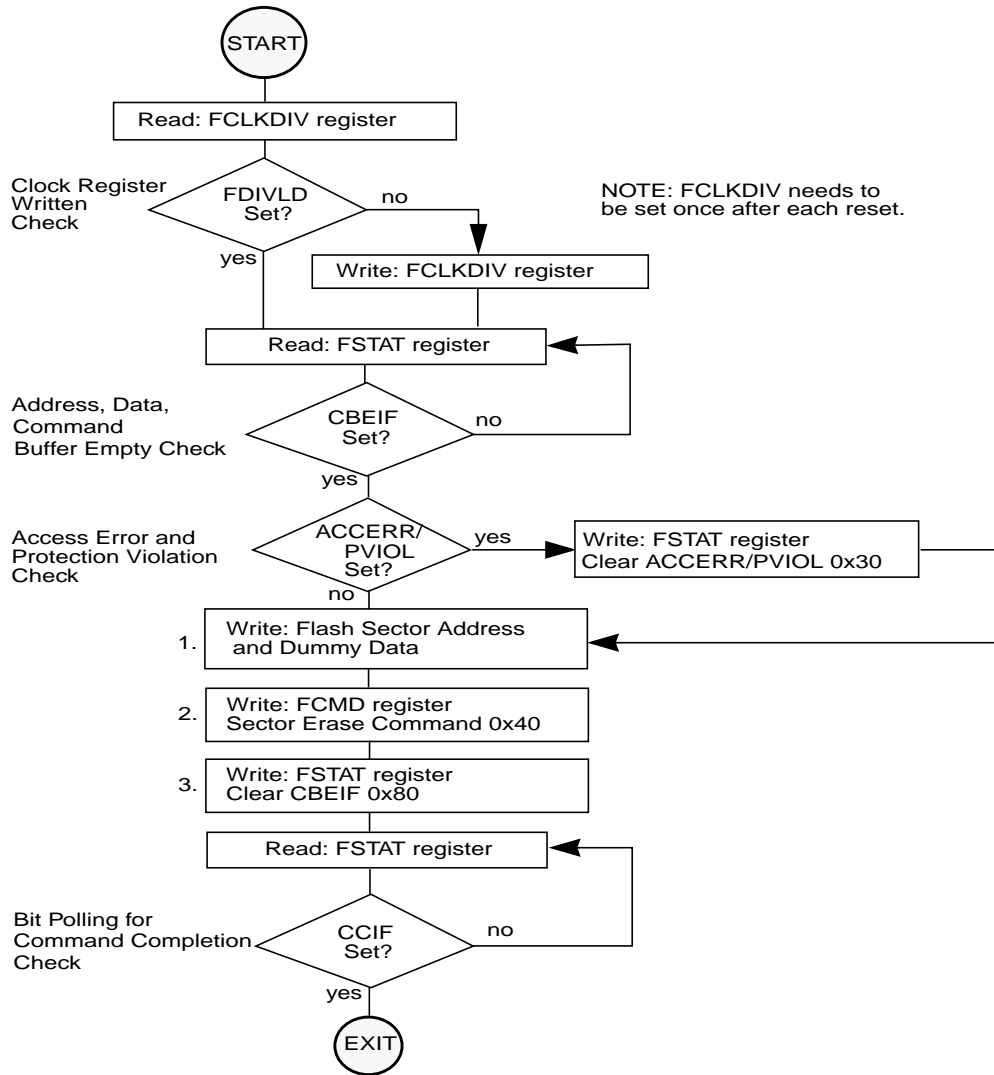 START
Read: FCLKDIV register
Clock Register
Written
Check
FDIVLD
Set?
no
yes
NOTE: FCLKDIV needs to
be set once after each reset.
Write: FCLKDIV register
Read: FSTAT register
Address, Data,
Command
Buffer Empty Check
CBEIF
Set?
no
yes
Access Error and
Protection Violation
Check
ACCERR/
PVIOL
Set?
yes
no
Write: FSTAT register
Clear ACCERR/PVIOL 0x30
1.
Write: Flash Sector Address
and Dummy Data
2.
Write: FCMD register
Sector Erase Command 0x40
3.
Write: FSTAT register
Clear CBEIF 0x80
Read: FSTAT register
Bit Polling for
Command Completion
Check
CCIF
Set?
no
yes
EXIT